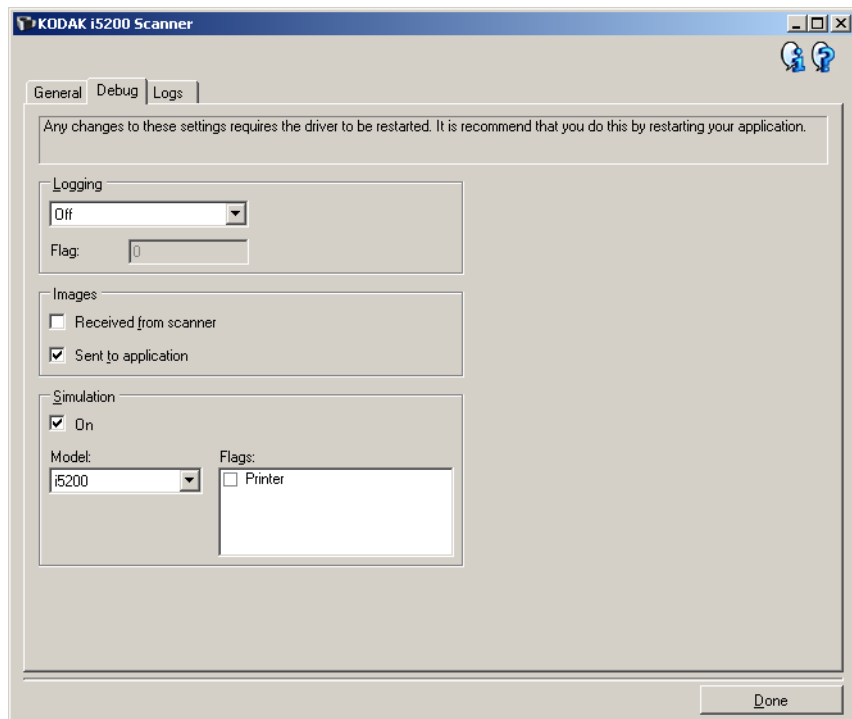 KODAK i5200 Scanner
General Debug Logs
Any changes to these settings requires the driver to be restarted. It is recommend that you do this by restarting your application.
Logging
Off
Flag: 0
Images
Received from scanner
Sent to application
Simulation
On
Model: Flags:
i5200 Printer
Done